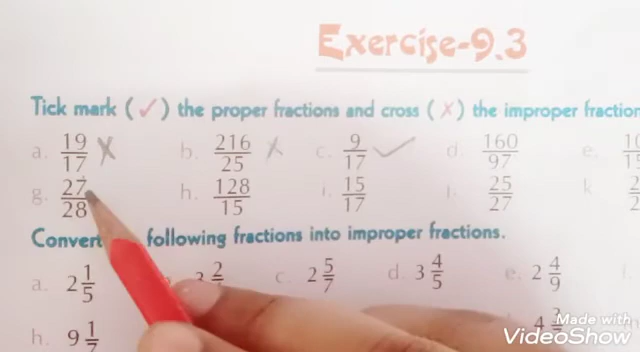 Exercise-9.3
Tick mark (✓) the proper fractions and cross (✗) the improper fraction
a. 19/17 ✗ b. 216/25 ✗ c. 9/17 ✓ d. 160/97 e.
g. 27/28 h. 128/15 i. 15/17 25/27 k
Convert following fractions into improper fractions.
a. 2 1/5 c 2 5/7 d. 3 4/5 e. 2 4/9
h. 9
Made with
VideoShow